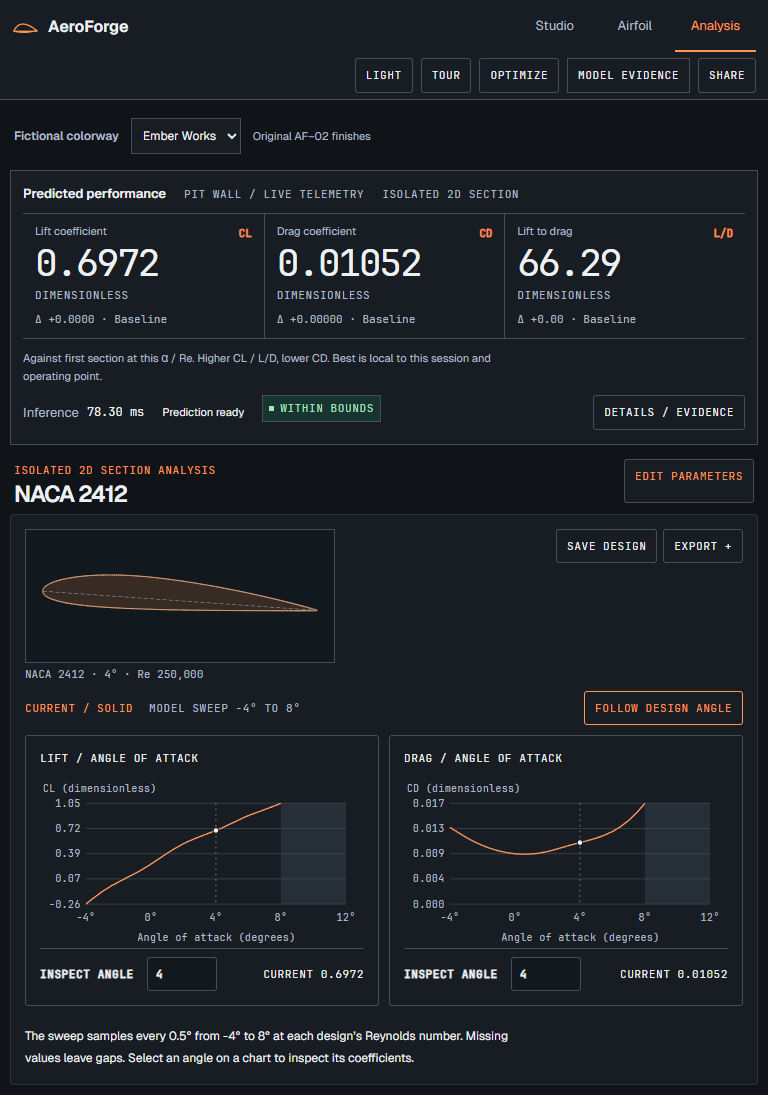 AeroForge
Studio Airfoil Analysis
LIGHT TOUR OPTIMIZE MODEL EVIDENCE SHARE
Fictional colorway Ember Works Original AF-02 finishes
Predicted performance PIT WALL / LIVE TELEMETRY ISOLATED 2D SECTION
Lift coefficient CL
0.6972
DIMENSIONLESS
Δ +0.0000 · Baseline
Drag coefficient CD
0.01052
DIMENSIONLESS
Δ +0.00000 · Baseline
Lift to drag L/D
66.29
DIMENSIONLESS
Δ +0.00 · Baseline
Against first section at this α / Re. Higher CL / L/D, lower CD. Best is local to this session and
operating point.
Inference 78.30 ms Prediction ready WITHIN BOUNDS DETAILS / EVIDENCE
ISOLATED 2D SECTION ANALYSIS
NACA 2412
EDIT PARAMETERS
SAVE DESIGN EXPORT +
NACA 2412 · 4° · Re 250,000
CURRENT / SOLID MODEL SWEEP -4° TO 8° FOLLOW DESIGN ANGLE
LIFT / ANGLE OF ATTACK
CL (dimensionless)
1.05
0.72
0.39
0.07
-0.26
-4° 0° 4° 8° 12°
Angle of attack (degrees)
INSPECT ANGLE 4 CURRENT 0.6972
DRAG / ANGLE OF ATTACK
CD (dimensionless)
0.017
0.013
0.009
0.004
0.000
-4° 0° 4° 8° 12°
Angle of attack (degrees)
INSPECT ANGLE 4 CURRENT 0.01052
The sweep samples every 0.5° from -4° to 8° at each design's Reynolds number. Missing
values leave gaps. Select an angle on a chart to inspect its coefficients.